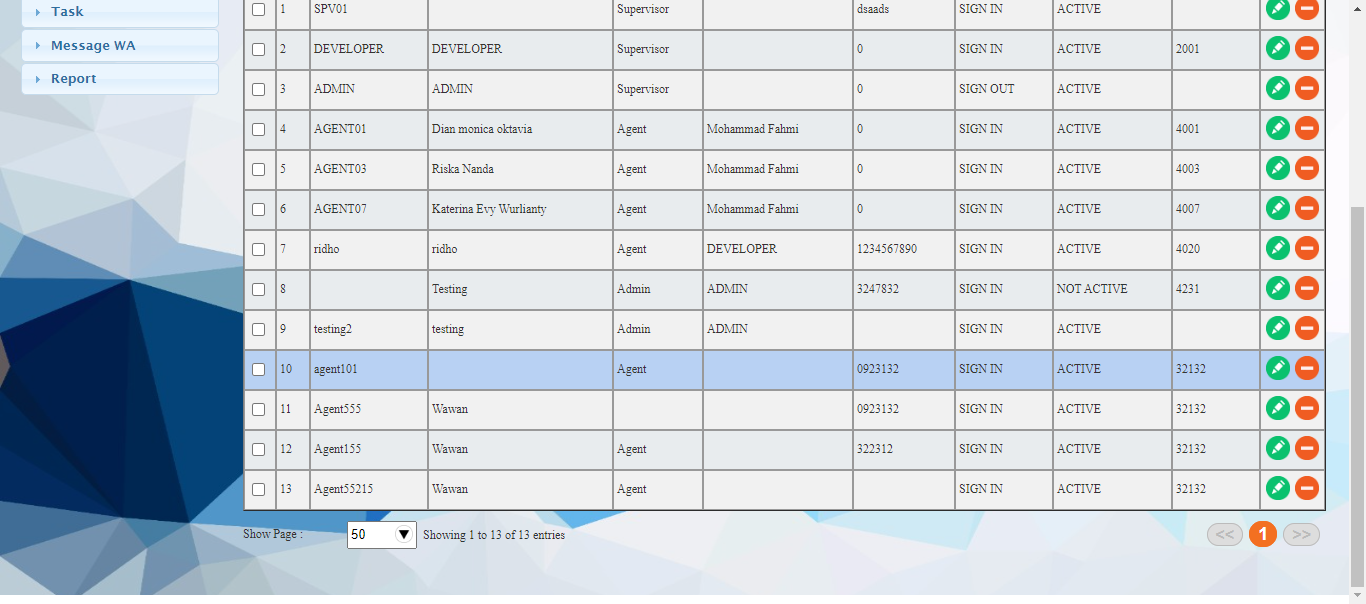 Task
Message WA
Report
1 SPV01 Supervisor dsaads SIGN IN ACTIVE
2 DEVELOPER DEVELOPER Supervisor 0 SIGN IN ACTIVE 2001
3 ADMIN ADMIN Supervisor 0 SIGN OUT ACTIVE
4 AGENT01 Dian monica oktavia Agent Mohammad Fahmi 0 SIGN IN ACTIVE 4001
5 AGENT03 Riska Nanda Agent Mohammad Fahmi 0 SIGN IN ACTIVE 4003
6 AGENT07 Katerina Evy Wurlianty Agent Mohammad Fahmi 0 SIGN IN ACTIVE 4007
7 ridho ridho Agent DEVELOPER 1234567890 SIGN IN ACTIVE 4020
8 Testing Admin ADMIN 3247832 SIGN IN NOT ACTIVE 4231
9 testing2 testing Admin ADMIN SIGN IN ACTIVE
10 agent101 Agent 0923132 SIGN IN ACTIVE 32132
11 Agent555 Wawan 0923132 SIGN IN ACTIVE 32132
12 Agent155 Wawan Agent 322312 SIGN IN ACTIVE 32132
13 Agent55215 Wawan Agent SIGN IN ACTIVE 32132
Show Page : 50 Showing 1 to 13 of 13 entries << 1 >>